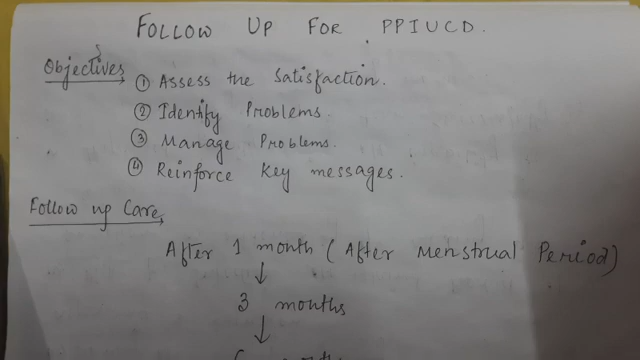 FOLLOW UP FOR PPIUCD.
Objectives
① Assess the Satisfaction.
② Identify Problems.
③ Manage Problems.
④ Reinforce key messages.
Follow up Care
After 1 month (After Menstrual Period)
↓
3 months
↓